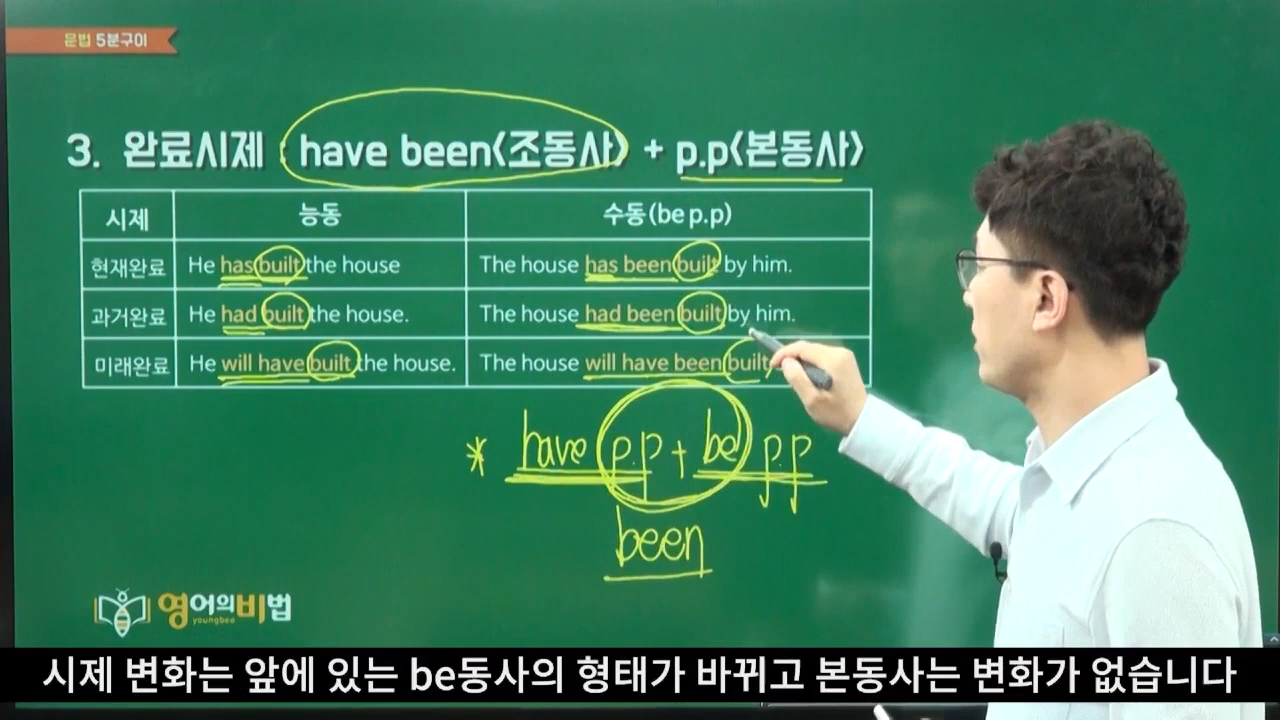 문법 5분구이
3. 완료시제 : have been<조동사> + p.p<본동사>
시제 능동 수동(be p.p)
현재완료 He has built the house The house has been built by him.
과거완료 He had built the house. The house had been built by him.
미래완료 He will have built the house. The house will have been built
* have p.p + be p.p
been
영어의비법
youngbee
시제 변화는 앞에 있는 be동사의 형태가 바뀌고 본동사는 변화가 없습니다